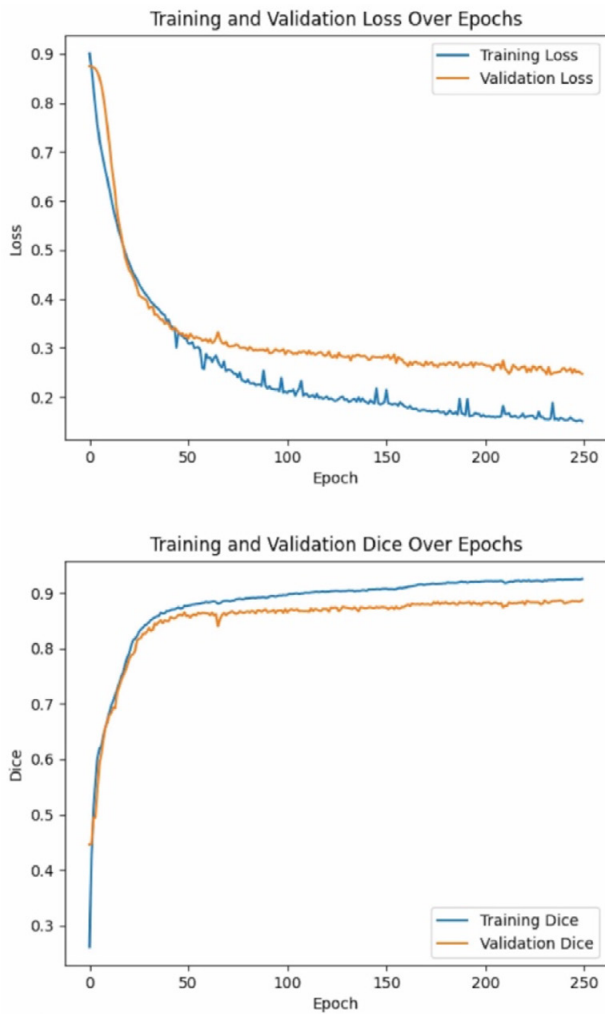 Training and Validation Loss Over Epochs
0.9
0.8
0.7
0.6
0.5
0.4
0.3
0.2
Loss
Training Loss
Validation Loss
0 50 100 150 200 250
Epoch
Training and Validation Dice Over Epochs
0.9
0.8
0.7
0.6
0.5
0.4
0.3
Dice
Training Dice
Validation Dice
0 50 100 150 200 250
Epoch